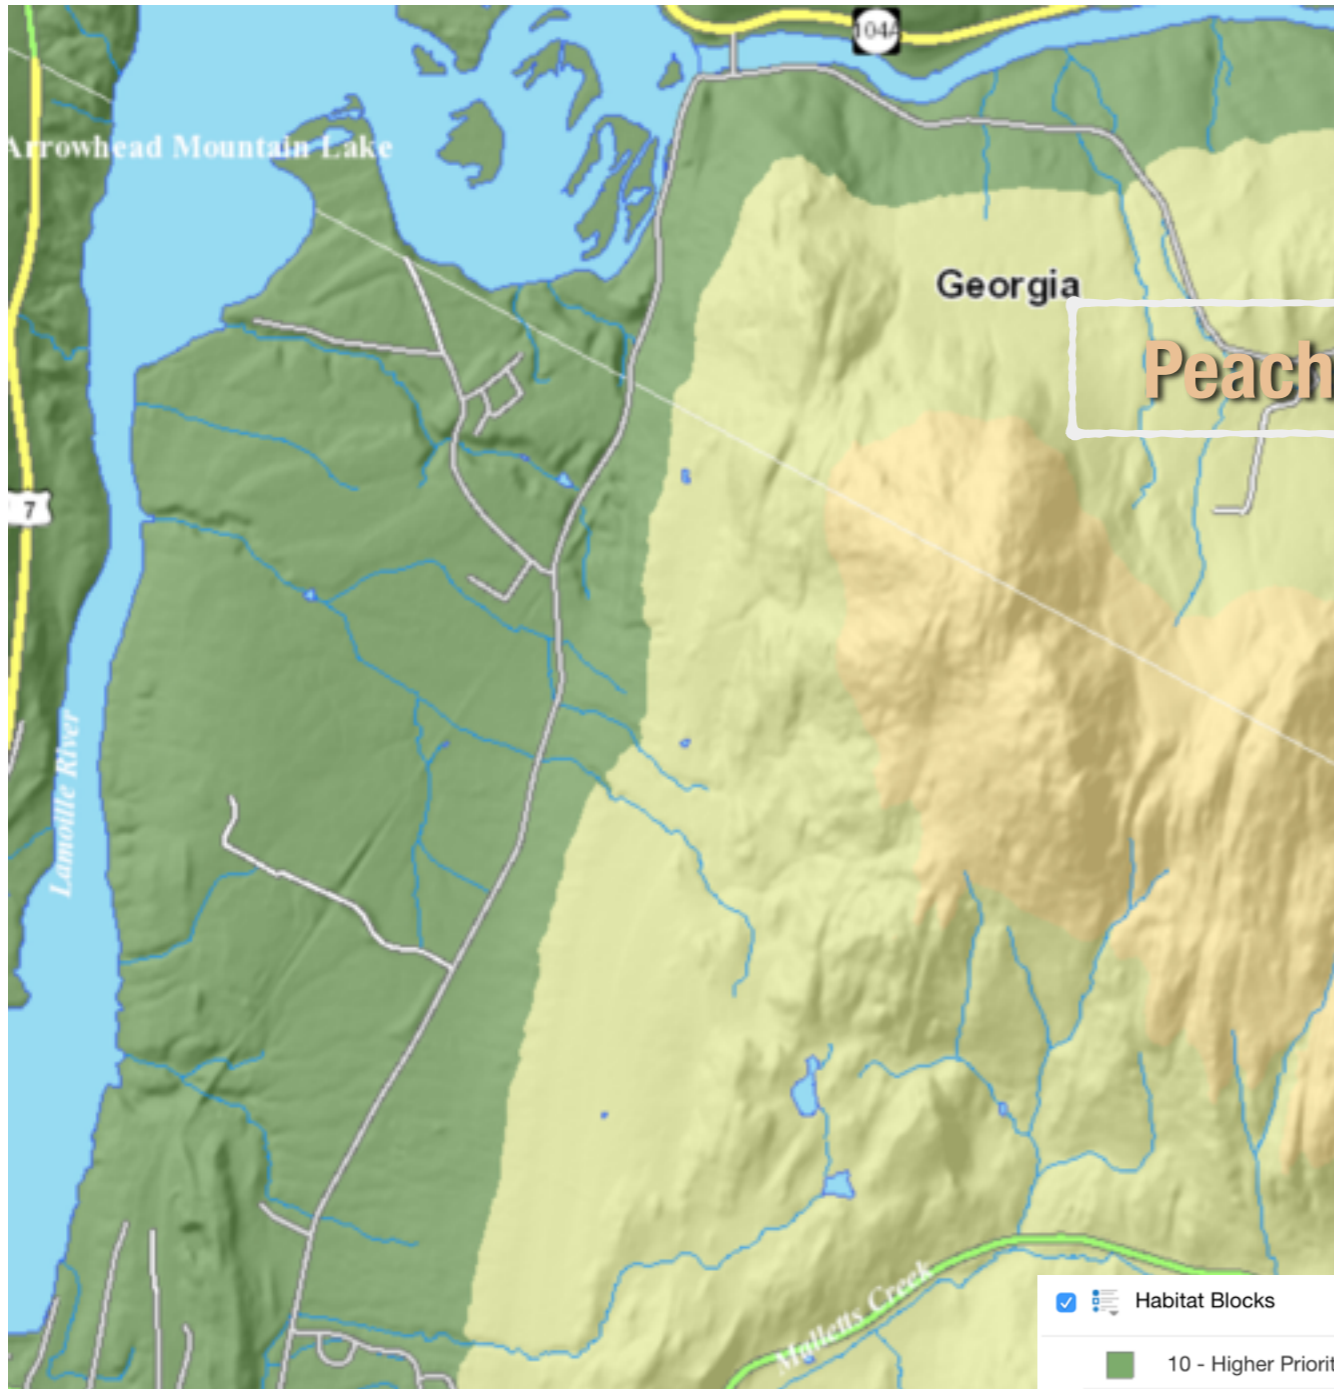 104A
Arrowhead Mountain Lake
Georgia
Peach
7
Lamoille River
Malletts Creek
Habitat Blocks
10 - Higher Priorit